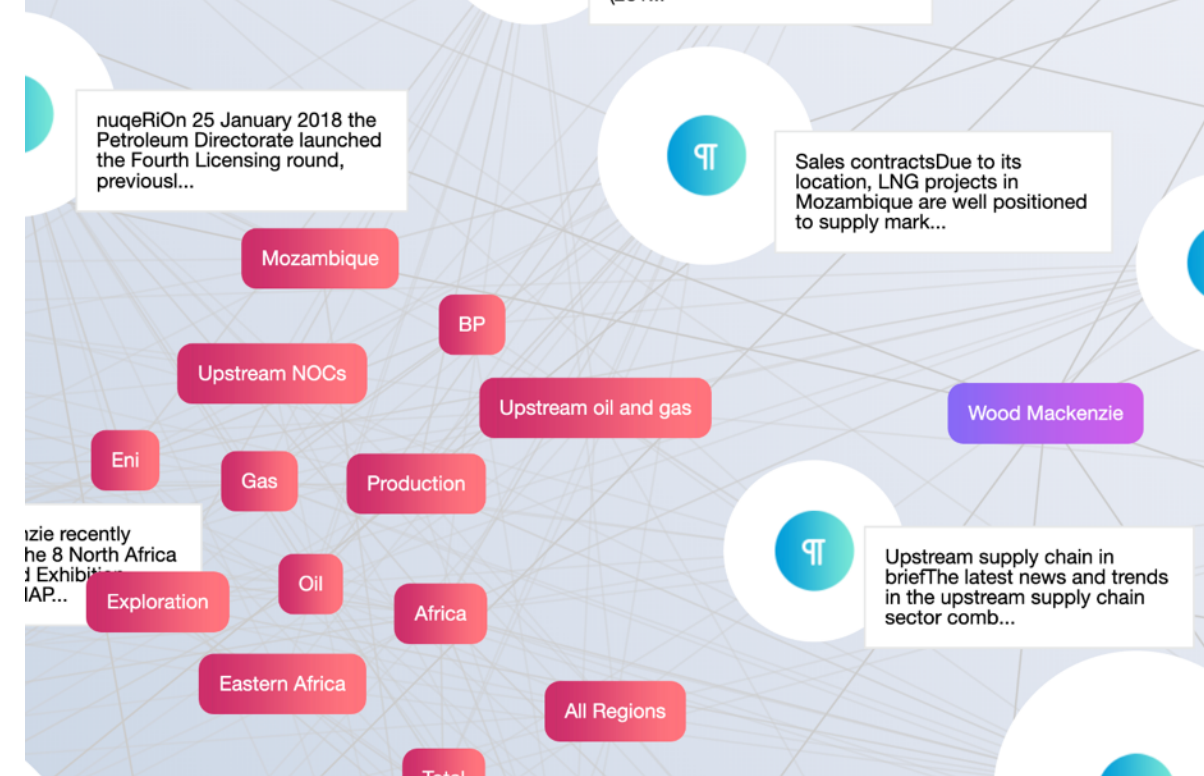 nuqeRiOn 25 January 2018 the
Petroleum Directorate launched
the Fourth Licensing round,
previousl...
Sales contractsDue to its
location, LNG projects in
Mozambique are well positioned
to supply mark...
Mozambique
BP
Upstream NOCs
Upstream oil and gas
Wood Mackenzie
Eni
Gas
Production
recently
8 North Africa
Exploration
Oil
Africa
Upstream supply chain in
briefThe latest news and trends
in the upstream supply chain
sector comb...
Eastern Africa
All Regions
Total